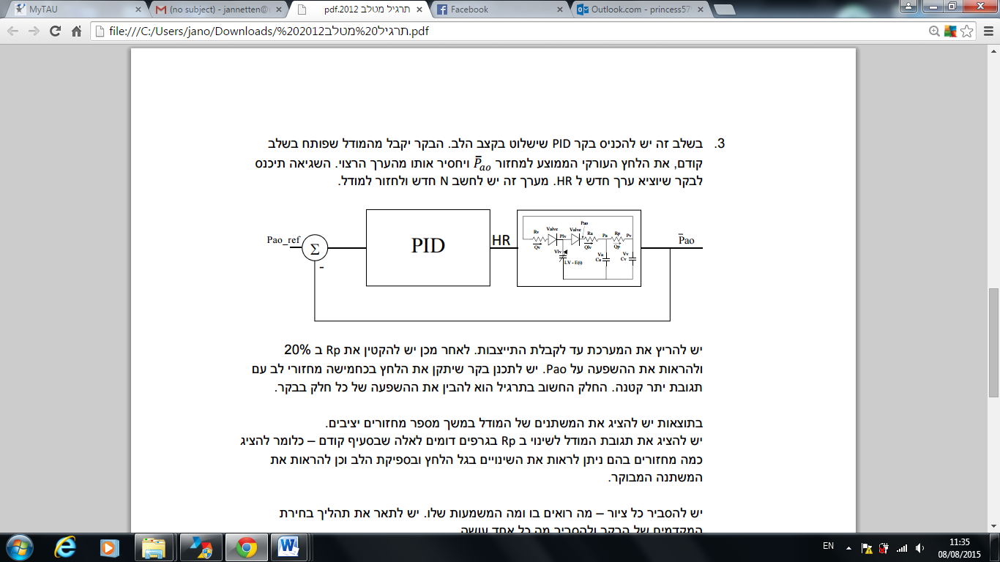 MyTAU
(no subject) - jannetten@
תרגיל מטלב 2012.pdf
Facebook
Outlook.com - princess57
file:///C:/Users/jano/Downloads/%202012תרגיל%20מטלב.pdf
3. בשלב זה יש להכניס בקר PID שישלוט בקצב הלב. הבקר יקבל מהמודל שפותח בשלב
קודם, את הלחץ העורקי הממוצע למחזור P̄ao ויחסיר אותו מהערך הרצוי. השגיאה תיכנס
לבקר שיוציא ערך חדש ל HR. מערך זה יש לחשב N חדש ולחזור למודל.
Pao_ref
Σ
-
PID
HR
Rv Valve Plv Valve Pao Ra Pa Rp Pv
Qv Qlv Qp
Vlv Va Vv
LV - E(t) Ca Cv
P̄ao
יש להריץ את המערכת עד לקבלת התייצבות. לאחר מכן יש להקטין את Rp ב 20%
ולהראות את ההשפעה על Pao. יש לתכנן בקר שיתקן את הלחץ בכחמישה מחזורי לב עם
תגובת יתר קטנה. החלק החשוב בתרגיל הוא להבין את ההשפעה של כל חלק בבקר.
בתוצאות יש להציג את המשתנים של המודל במשך מספר מחזורים יציבים.
יש להציג את תגובת המודל לשינוי ב Rp בגרפים דומים לאלה שבסעיף קודם – כלומר להציג
כמה מחזורים בהם ניתן לראות את השינויים בגל הלחץ ובספיקת הלב וכן להראות את
המשתנה המבוקר.
יש להסביר כל ציור – מה רואים בו ומה המשמעות שלו. יש לתאר את תהליך בחירת
המקדמים של הבקר ולהסביר מה כל אחד עושה
EN
11:35
08/08/2015